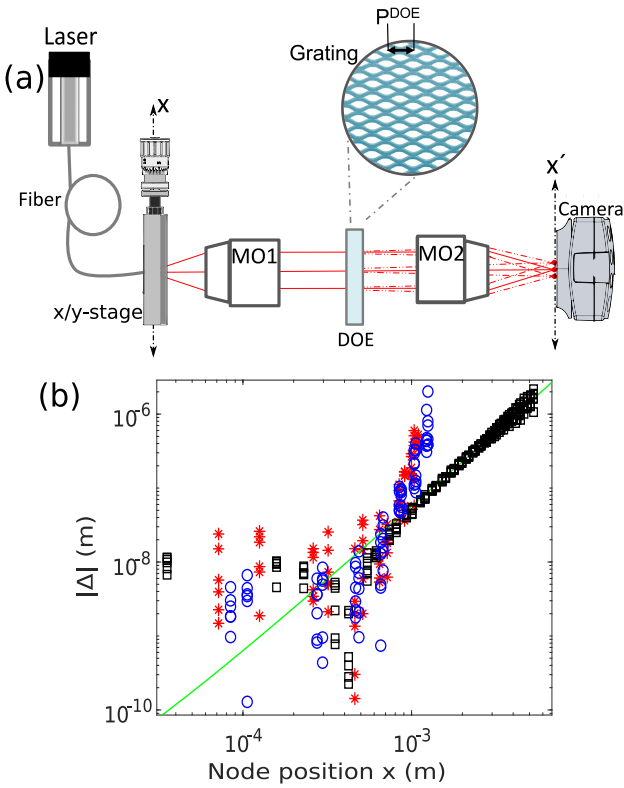 Laser
(a)
x
Fiber
x/y-stage
MO1
Grating
P^DOE
DOE
MO2
x´
Camera
(b)
|Δ| (m)
10^-6
10^-8
10^-10
10^-4
10^-3
Node position x (m)